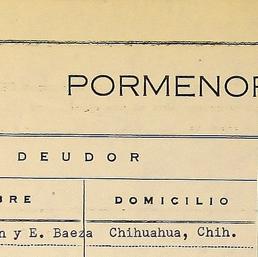 PORMENOR
DEUDOR
BRE DOMICILIO
n y E. Baeza Chihuahua, Chih.